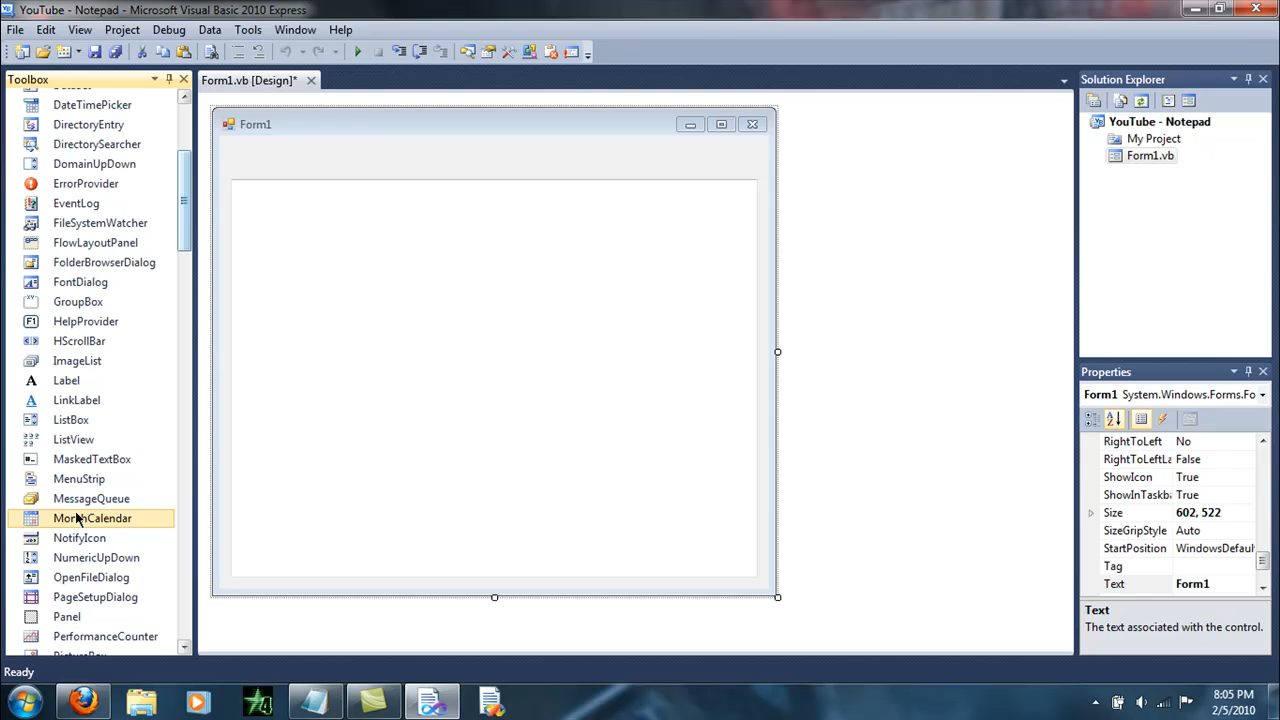 YouTube - Notepad - Microsoft Visual Basic 2010 Express
File Edit View Project Debug Data Tools Window Help
Toolbox
DateTimePicker
DirectoryEntry
DirectorySearcher
DomainUpDown
ErrorProvider
EventLog
FileSystemWatcher
FlowLayoutPanel
FolderBrowserDialog
FontDialog
GroupBox
HelpProvider
HScrollBar
ImageList
Label
LinkLabel
ListBox
ListView
MaskedTextBox
MenuStrip
MessageQueue
MonthCalendar
NotifyIcon
NumericUpDown
OpenFileDialog
PageSetupDialog
Panel
PerformanceCounter
PictureBox
Form1.vb [Design]*
Form1
Solution Explorer
YouTube - Notepad
My Project
Form1.vb
Properties
Form1 System.Windows.Forms.Fo
RightToLeft No
RightToLeftLa False
ShowIcon True
ShowInTaskba True
Size 602, 522
SizeGripStyle Auto
StartPosition WindowsDefaul
Tag
Text Form1
Text
The text associated with the control.
Ready
8:05 PM
2/5/2010